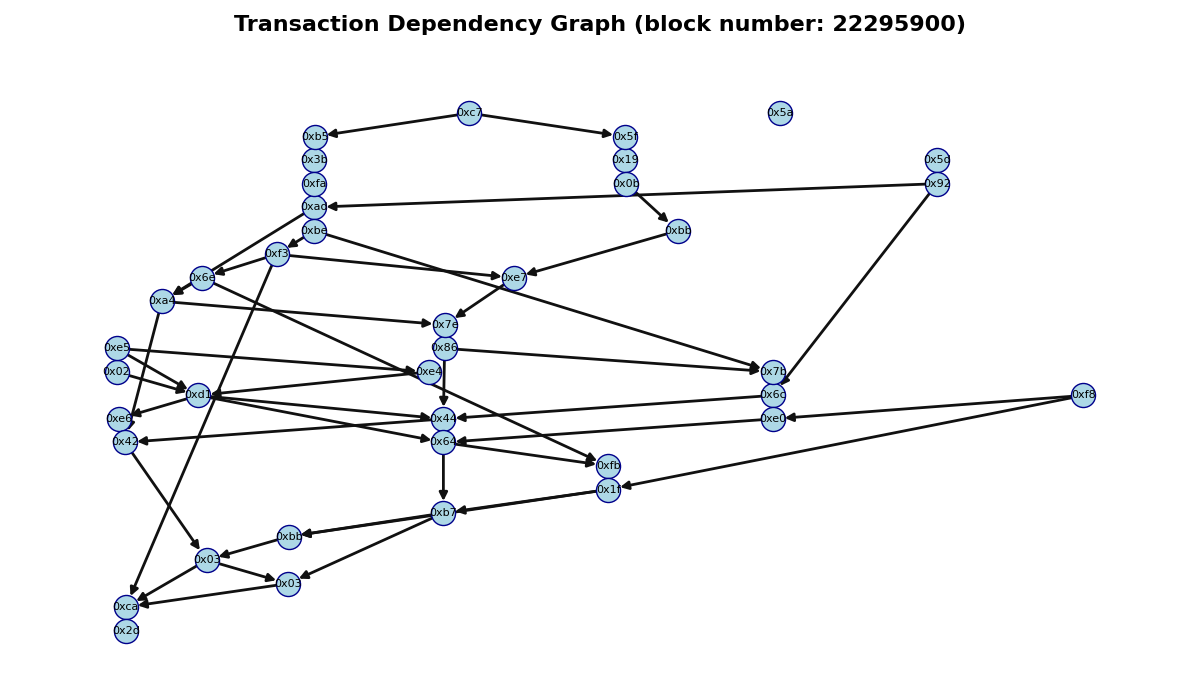 Transaction Dependency Graph (block number: 22295900)
0xc7
0x5a
0xb5
0x5f
0x3b
0x19
0x5d
0xfa
0x0b
0x92
0xad
0xbe
0xbb
0xf3
0x6e
0xe7
0xa4
0x7e
0xe5
0x86
0x02
0xe4
0x7b
0xd1
0x6c
0xf8
0x44
0xe0
0x42
0x64
0xfb
0x1f
0xb7
0xbb
0x03
0x03
0xca
0x2d